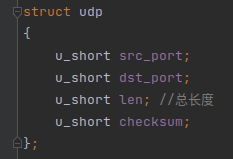 struct udp
{
    u_short src_port;
    u_short dst_port;
    u_short len; //总长度
    u_short checksum;
};